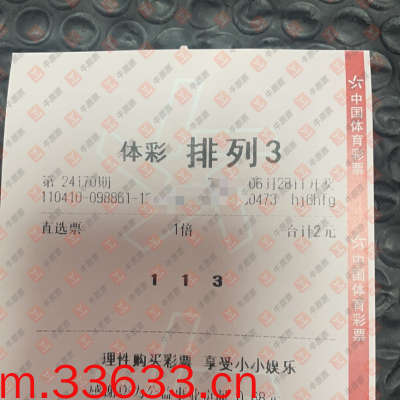 体彩 排列3
第 24170期 06月28日开奖
110410-098861-1 0473 hj6hfg
直选票 1倍 合计2元
1 1 3
理性购买彩票 享受小小娱乐
m.33633.cn
中国体育彩票
中国体育彩票